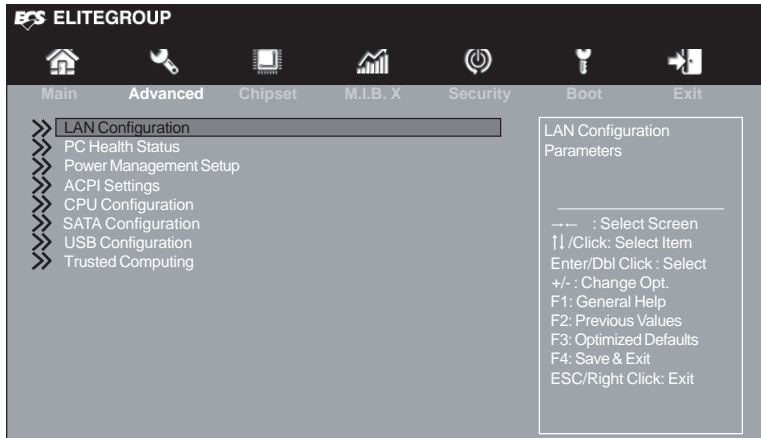 ECS ELITEGROUP
Main Advanced Chipset M.I.B. X Security Boot Exit
LAN Configuration
PC Health Status
Power Management Setup
ACPI Settings
CPU Configuration
SATA Configuration
USB Configuration
Trusted Computing
LAN Configuration
Parameters
→← : Select Screen
↑↓/Click: Select Item
Enter/Dbl Click : Select
+/- : Change Opt.
F1: General Help
F2: Previous Values
F3: Optimized Defaults
F4: Save & Exit
ESC/Right Click: Exit